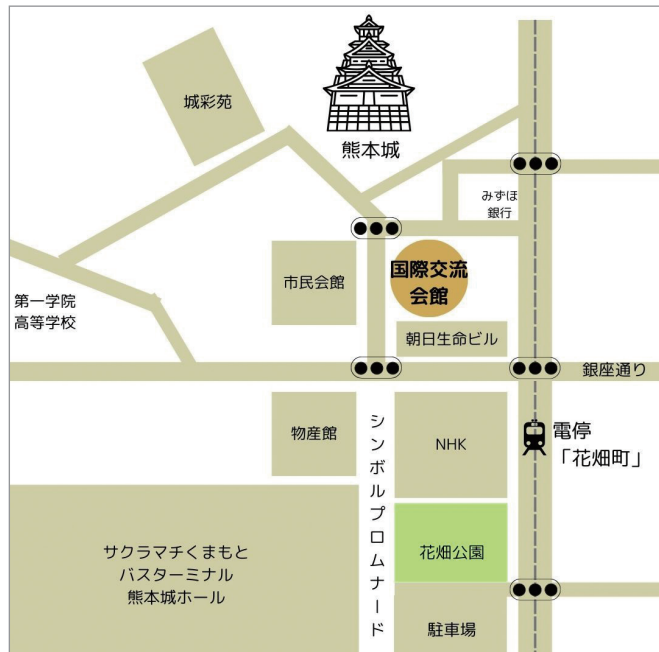 城彩苑
熊本城
みずほ
銀行
市民会館
国際交流
会館
第一学院
高等学校
朝日生命ビル
銀座通り
物産館
シンボルプロムナード
NHK
電停
「花畑町」
サクラマチくまもと
バスターミナル
熊本城ホール
花畑公園
駐車場